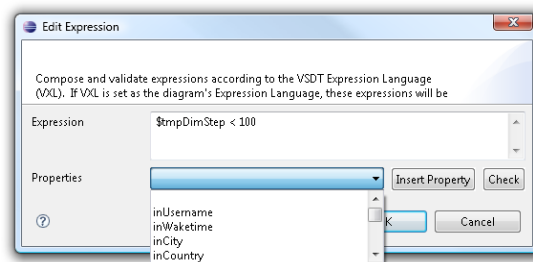 Edit Expression
Compose and validate expressions according to the VSDT Expression Language
(VXL). If VXL is set as the diagram's Expression Language, these expressions will be
Expression
$tmpDimStep < 100
Properties
Insert Property
Check
inUsername
inWaketime
inCity
inCountry
K
Cancel